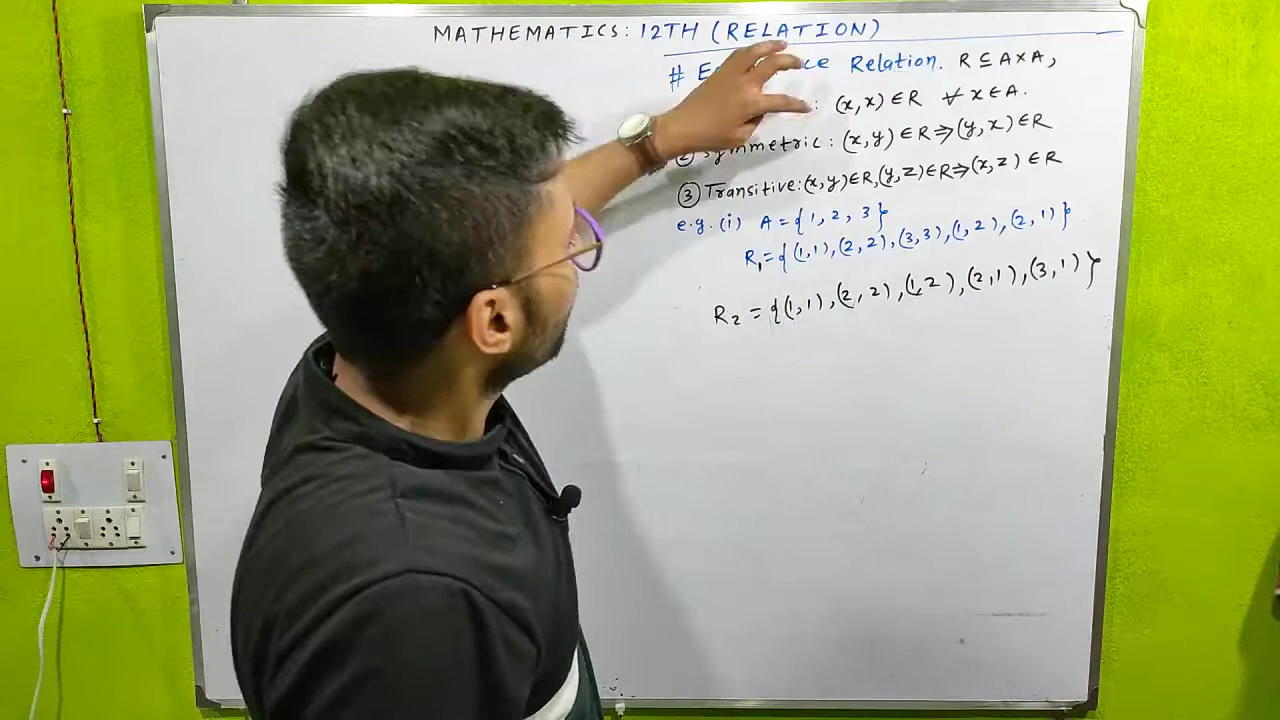 MATHEMATICS: 12TH (RELATION)
# Relation. R ⊆ A×A,
: (x,x) ∈ R ∀ x ∈ A.
② Symmetric: (x,y) ∈ R ⇒ (y,x) ∈ R
③ Transitive: (x,y) ∈ R, (y,z) ∈ R ⇒ (x,z) ∈ R
e.g. (i) A = {1, 2, 3}
R₁ = {(1,1), (2,2), (3,3), (1,2), (2,1)}
R₂ = {(1,1), (2,2), (1,2), (2,1), (3,1)}